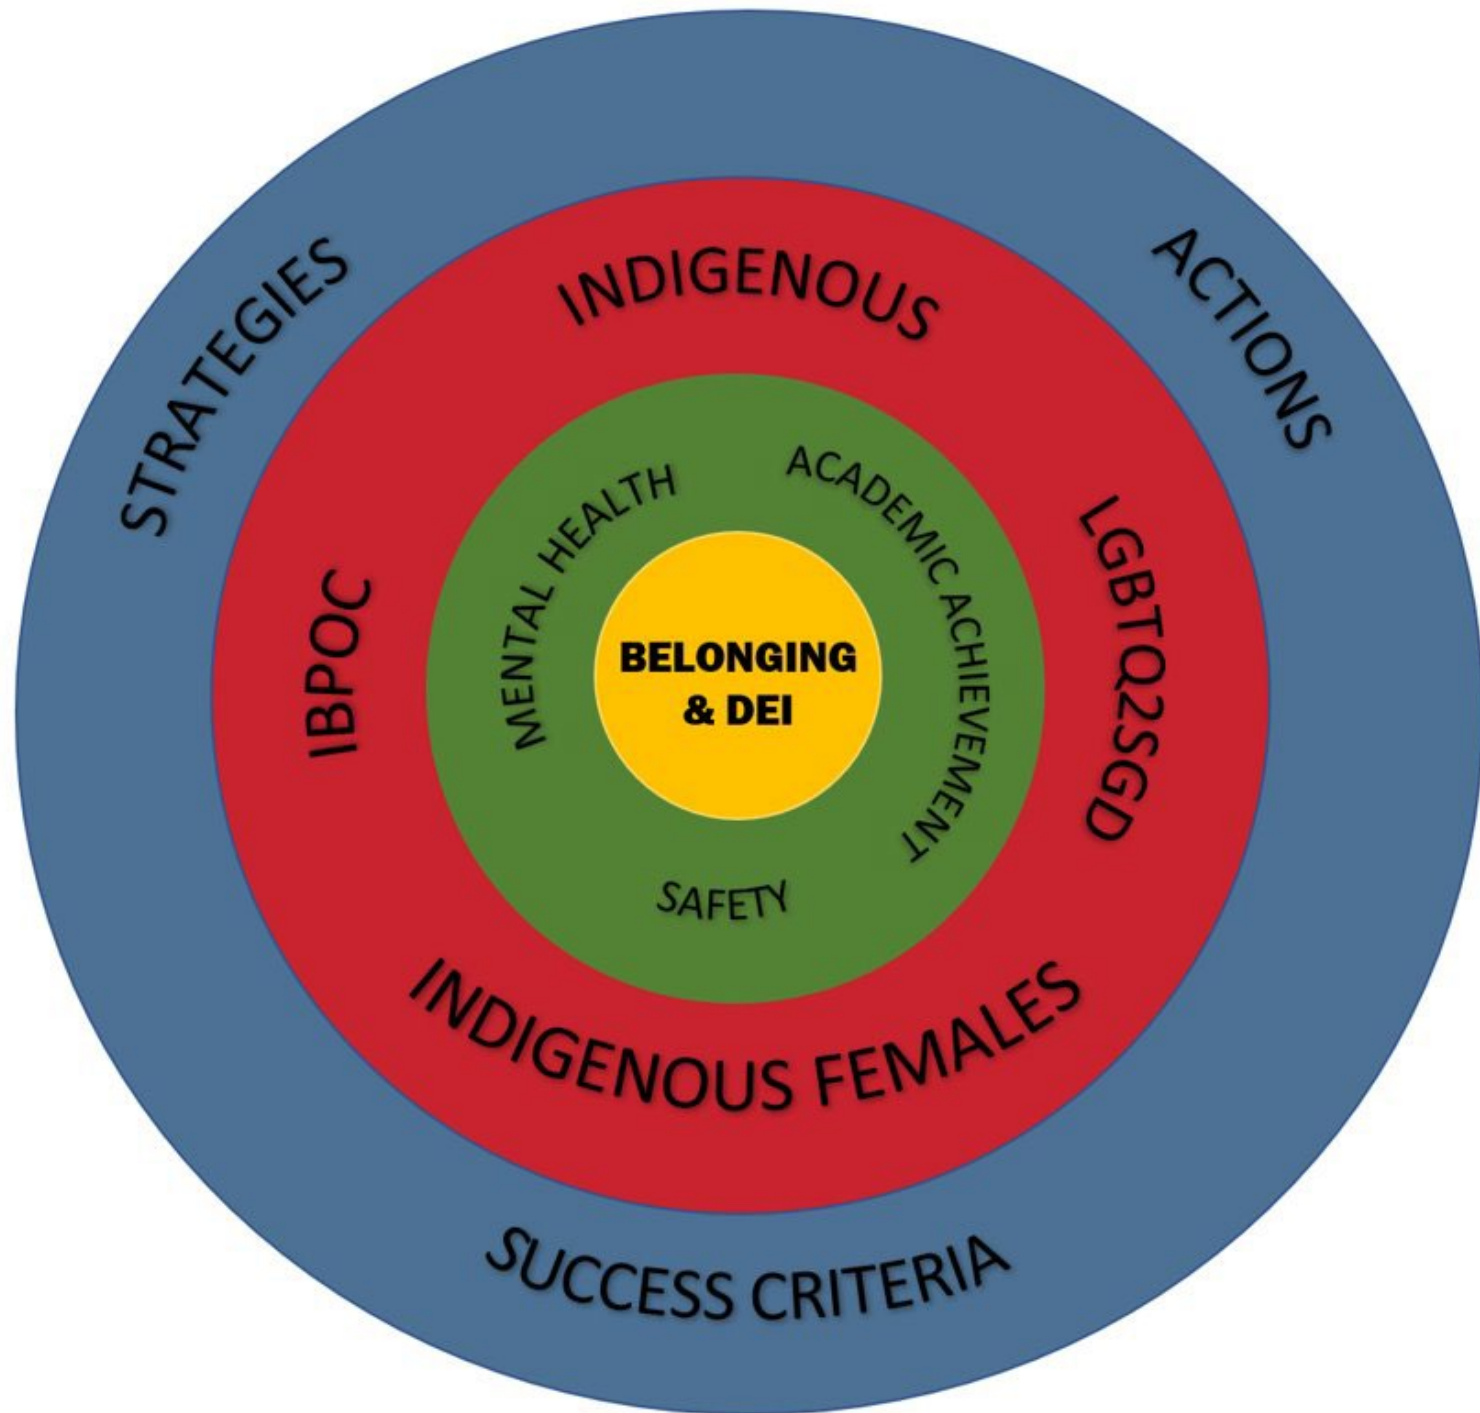 STRATEGIES
ACTIONS
SUCCESS CRITERIA
INDIGENOUS
IBPOC
LGBTQ2SGD
INDIGENOUS FEMALES
MENTAL HEALTH
ACADEMIC ACHIEVEMENT
SAFETY
BELONGING
& DEI